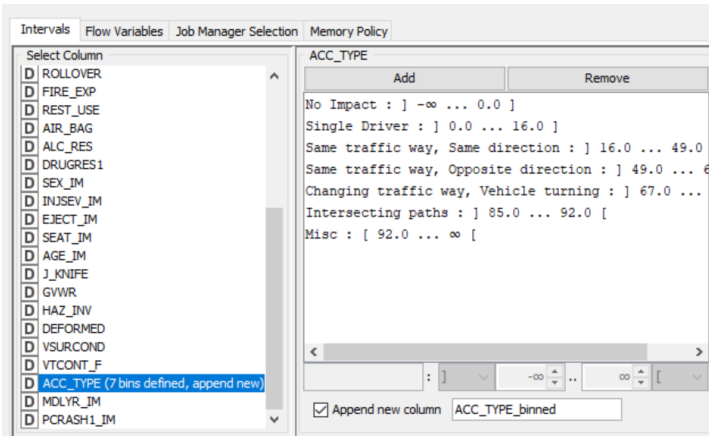 Intervals Flow Variables Job Manager Selection Memory Policy
Select Column
D ROLLOVER
D FIRE_EXP
D REST_USE
D AIR_BAG
D ALC_RES
D DRUGRES1
D SEX_IM
D INJSEV_IM
D EJECT_IM
D SEAT_IM
D AGE_IM
D J_KNIFE
D GVWR
D HAZ_INV
D DEFORMED
D VSURCOND
D VTCONT_F
D ACC_TYPE (7 bins defined, append new)
D MDLYR_IM
D PCRASH1_IM
ACC_TYPE
Add Remove
No Impact : ] -∞ ... 0.0 ]
Single Driver : ] 0.0 ... 16.0 ]
Same traffic way, Same direction : ] 16.0 ... 49.0
Same traffic way, Opposite direction : ] 49.0 ... 6
Changing traffic way, Vehicle turning : ] 67.0 ...
Intersecting paths : ] 85.0 ... 92.0 [
Misc : [ 92.0 ... ∞ [
: ] -∞ .. ∞ [
Append new column ACC_TYPE_binned